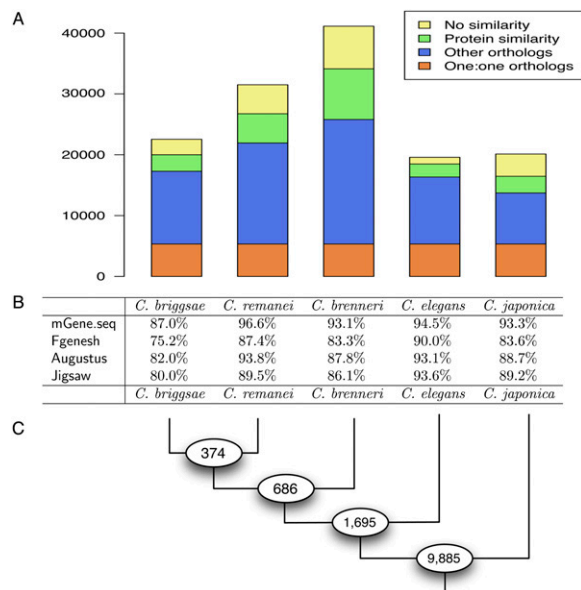 A
No similarity
Protein similarity
Other orthologs
One:one orthologs
40000
30000
20000
10000
0
B
C. briggsae C. remanei C. brenneri C. elegans C. japonica
mGene.seq 87.0% 96.6% 93.1% 94.5% 93.3%
Fgenesh 75.2% 87.4% 83.3% 90.0% 83.6%
Augustus 82.0% 93.8% 87.8% 93.1% 88.7%
Jigsaw 80.0% 89.5% 86.1% 93.6% 89.2%
C. briggsae C. remanei C. brenneri C. elegans C. japonica
C
374
686
1,695
9,885